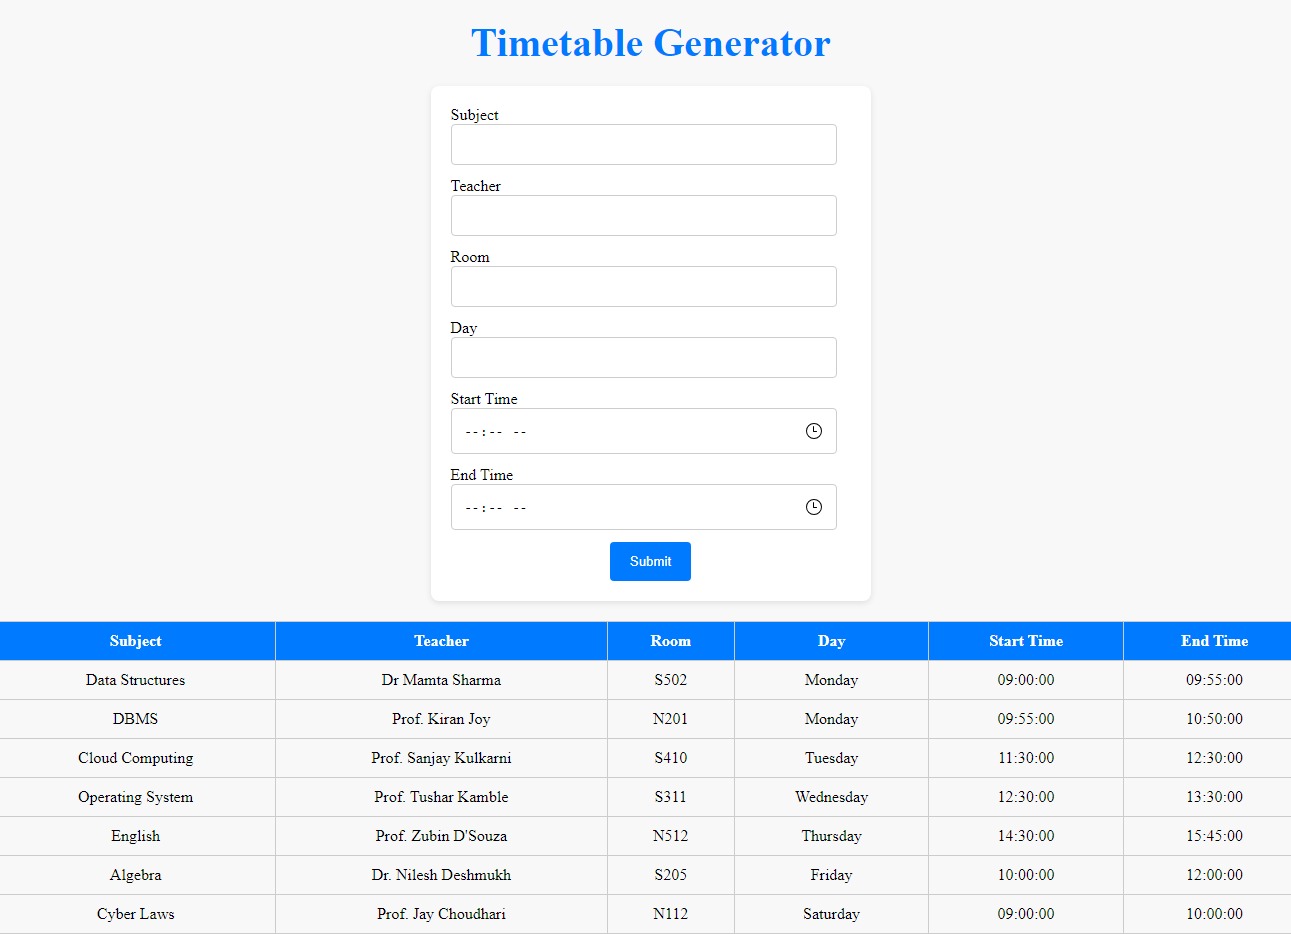 Timetable Generator
Subject
Teacher
Room
Day
Start Time
--:-- --
End Time
--:-- --
Submit
Subject Teacher Room Day Start Time End Time
Data Structures Dr Mamta Sharma S502 Monday 09:00:00 09:55:00
DBMS Prof. Kiran Joy N201 Monday 09:55:00 10:50:00
Cloud Computing Prof. Sanjay Kulkarni S410 Tuesday 11:30:00 12:30:00
Operating System Prof. Tushar Kamble S311 Wednesday 12:30:00 13:30:00
English Prof. Zubin D'Souza N512 Thursday 14:30:00 15:45:00
Algebra Dr. Nilesh Deshmukh S205 Friday 10:00:00 12:00:00
Cyber Laws Prof. Jay Choudhari N112 Saturday 09:00:00 10:00:00